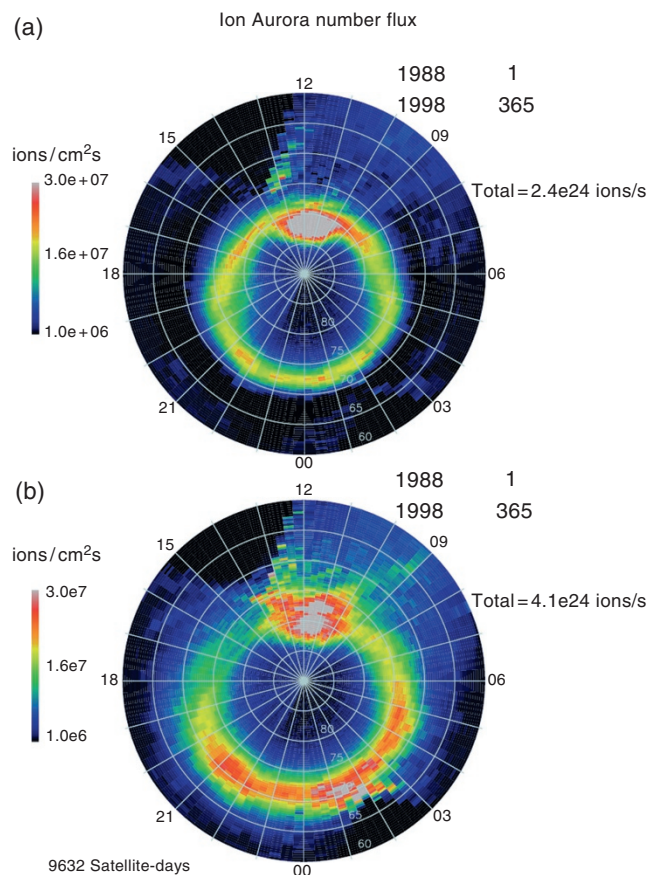 (a)
Ion Aurora number flux
1988 1
1998 365
12
15
09
ions/cm²s
3.0e+07
1.6e+07
1.0e+06
Total=2.4e24 ions/s
18
06
80
75
70
65
60
21
03
00
(b)
1988 1
1998 365
12
15
09
ions/cm²s
3.0e7
1.6e7
1.0e6
Total=4.1e24 ions/s
18
06
80
75
65
60
21
03
00
9632 Satellite-days